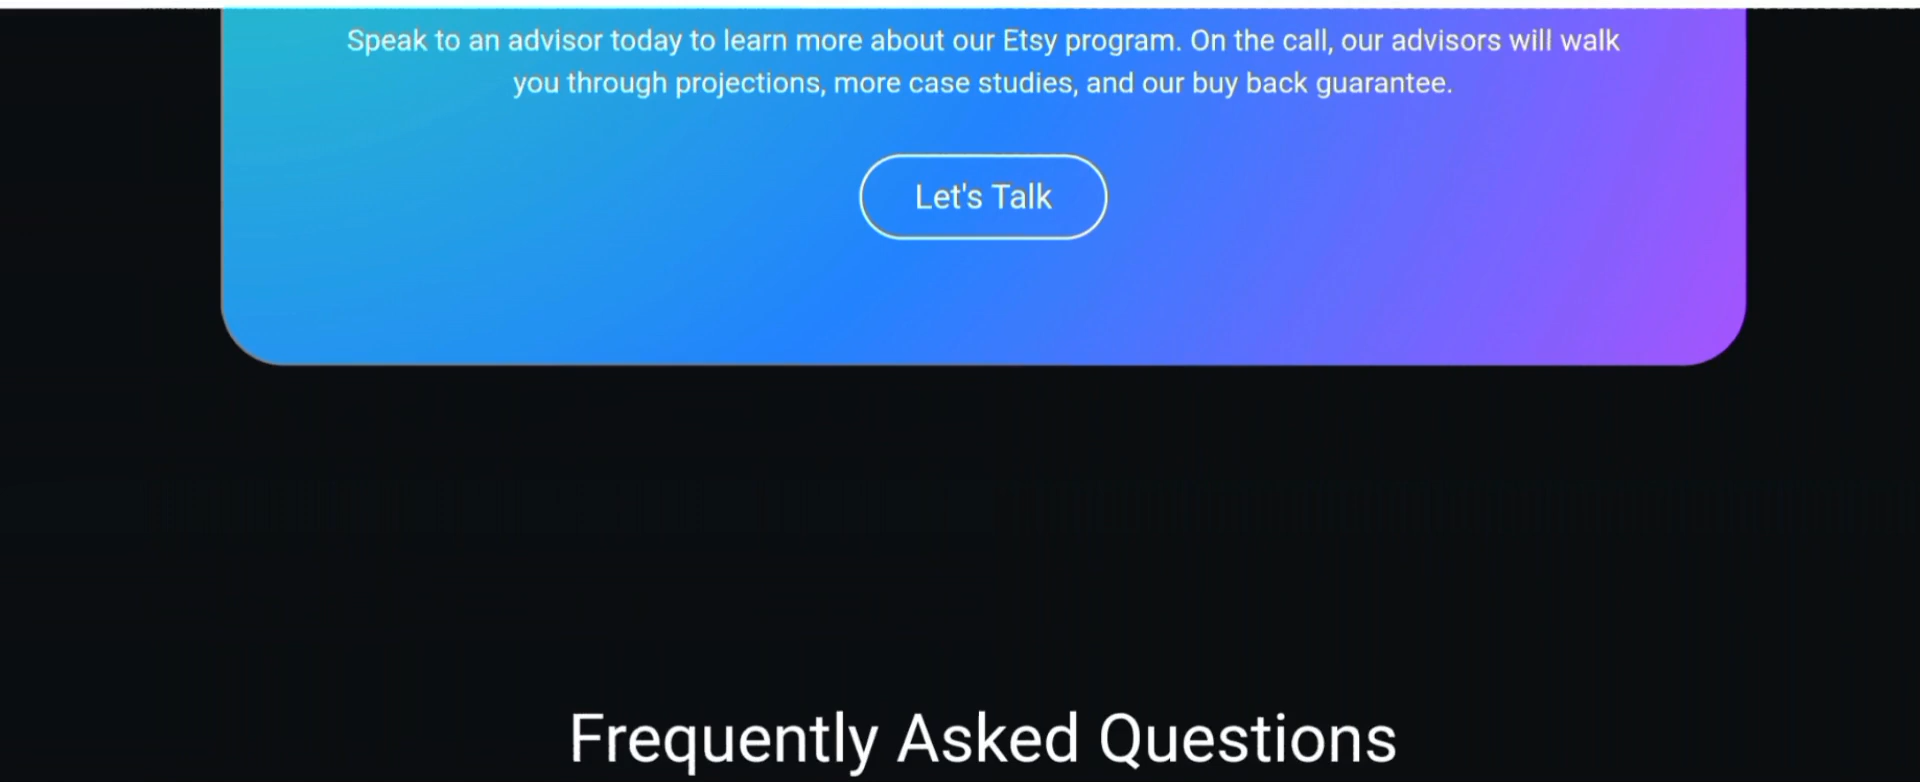 Speak to an advisor today to learn more about our Etsy program. On the call, our advisors will walk
you through projections, more case studies, and our buy back guarantee.
Let's Talk
Frequently Asked Questions